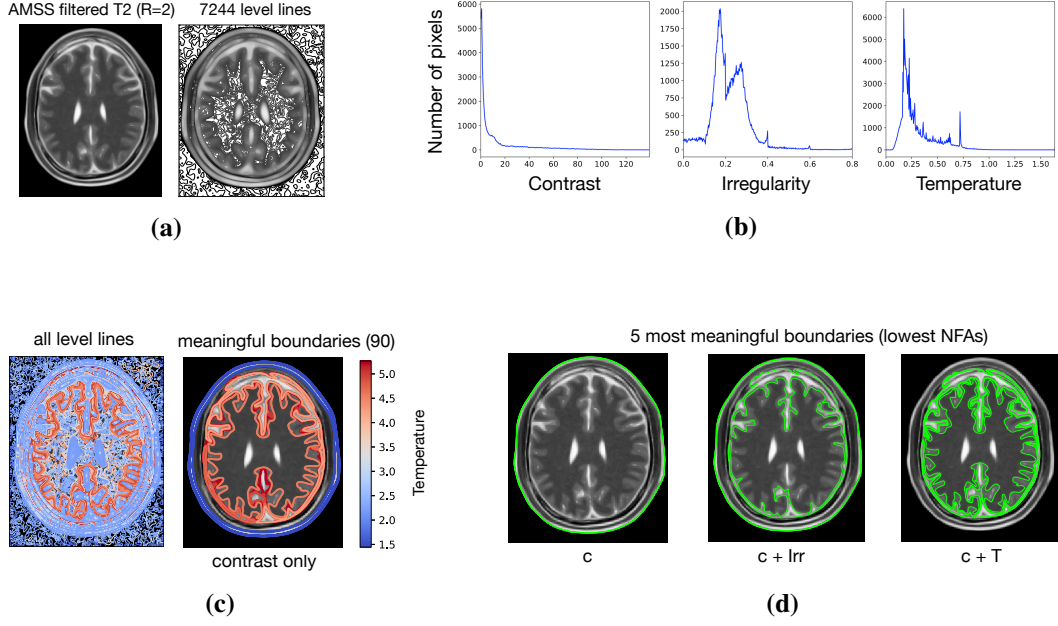 AMSS filtered T2 (R=2)
7244 level lines
(a)
Number of pixels
6000
5000
4000
3000
2000
1000
0
0 20 40 60 80 100 120
Contrast
2000
1750
1500
1250
1000
750
500
250
0
0.0 0.2 0.4 0.6 0.8
Irregularity
6000
5000
4000
3000
2000
1000
0
0.00 0.25 0.50 0.75 1.00 1.25 1.50
Temperature
(b)
all level lines
meaningful boundaries (90)
5.0
4.5
4.0
3.5
3.0
2.5
2.0
1.5
Temperature
contrast only
(c)
5 most meaningful boundaries (lowest NFAs)
c
c + Irr
c + T
(d)